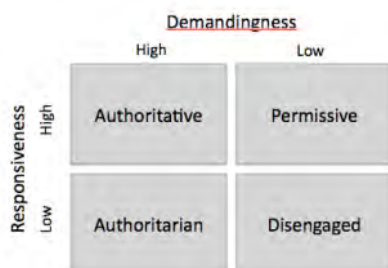 Demandingness
High Low
Responsiveness
High
Authoritative Permissive
Low
Authoritarian Disengaged